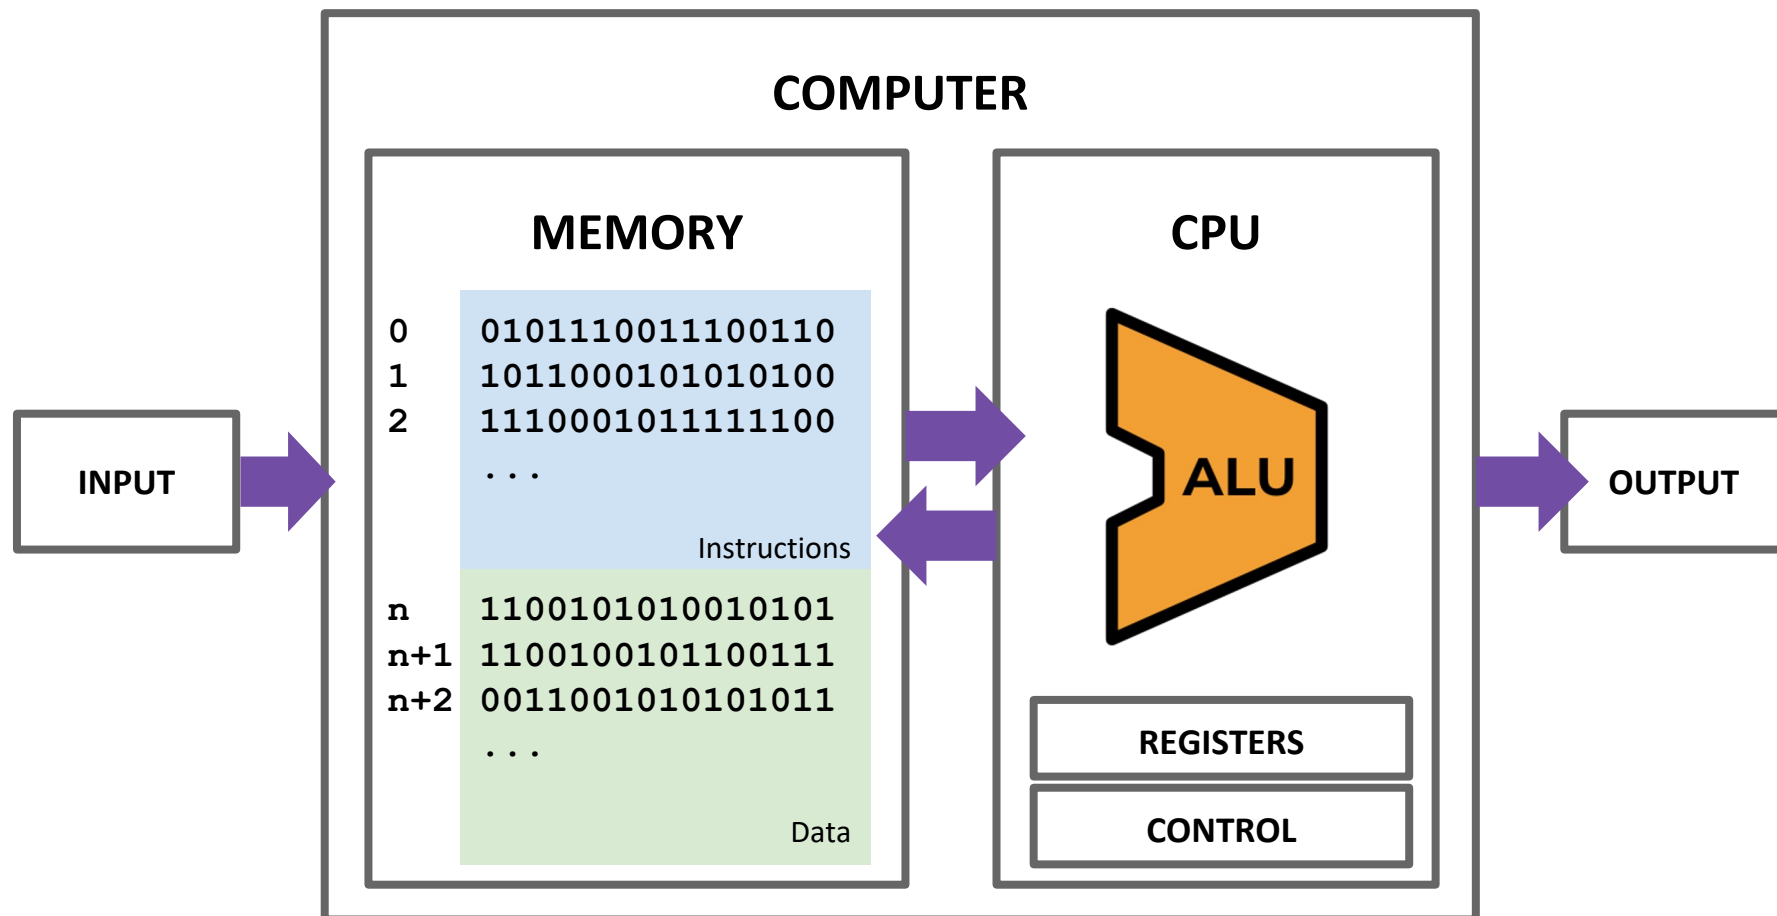 COMPUTER
MEMORY
0 0101110011100110
1 1011000101010100
2 1110001011111100
...
Instructions
n 1100101010010101
n+1 1100100101100111
n+2 0011001010101011
...
Data
CPU
ALU
REGISTERS
CONTROL
INPUT
OUTPUT